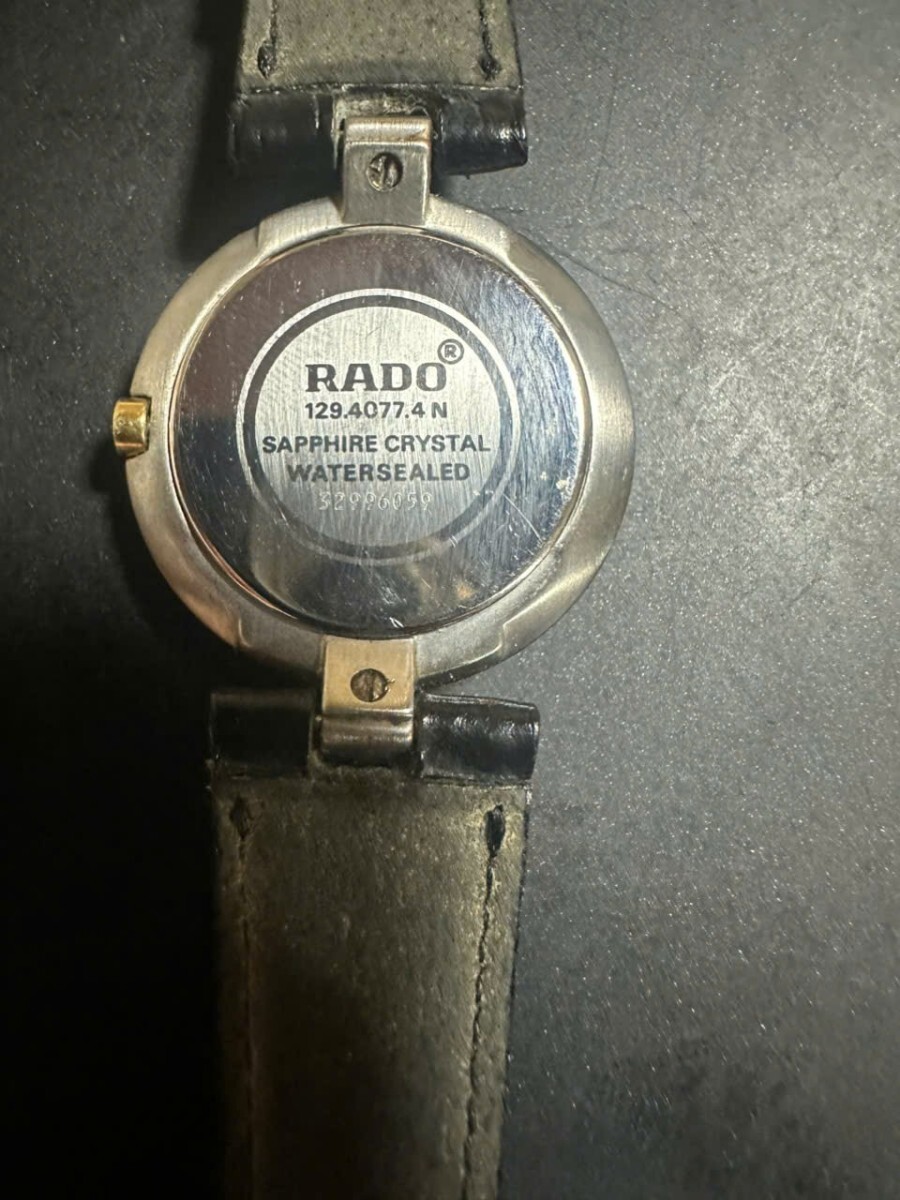 RADO®
129.4077.4 N
SAPPHIRE CRYSTAL
WATERSEALED
32996059